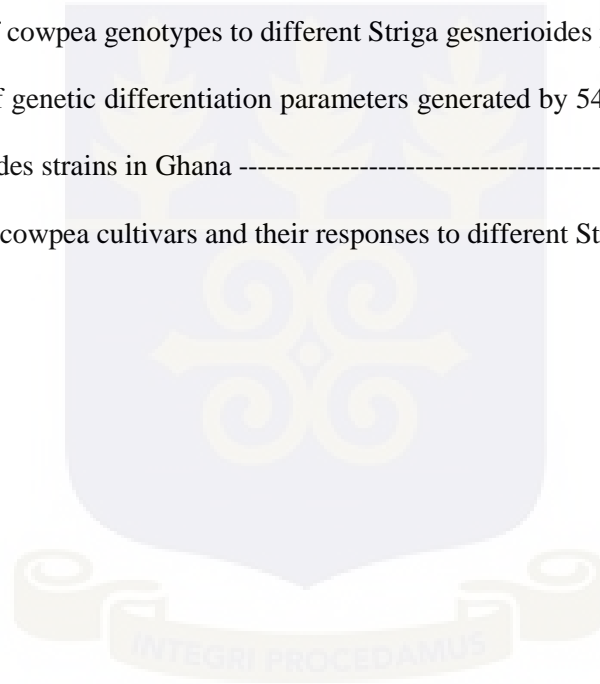 cowpea genotypes to different Striga gesnerioides
genetic differentiation parameters generated by 54
des strains in Ghana ---------------------------------------
cowpea cultivars and their responses to different St
INTEGRI PROCEDAMUS